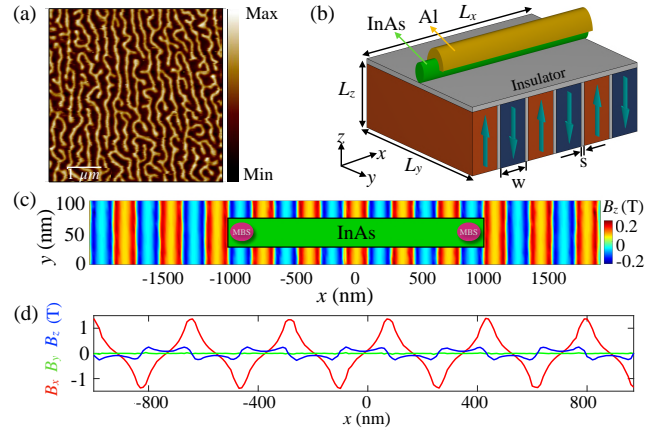 (a)
Max
Min
1 μm
(b)
InAs
Al
Lx
Lz
Ly
Insulator
z
x
y
w
s
(c)
y (nm)
100
50
0
MBS
InAs
MBS
Bz (T)
0.2
-0.2
-1500
-1000
-500
0
500
1000
1500
x (nm)
(d)
Bx By Bz (T)
1
0
-1
-800
-400
0
400
800
x (nm)